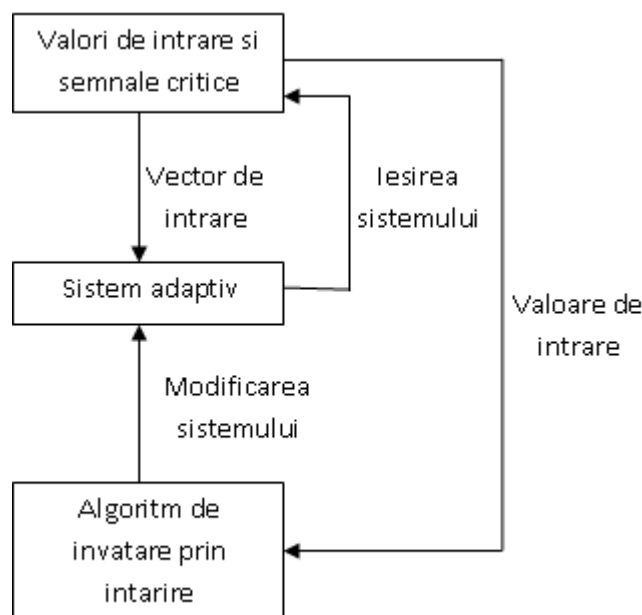 Valori de intrare si
semnale critice
Vector de
intrare
Iesirea
sistemului
Sistem adaptiv
Valoare de
intrare
Modificarea
sistemului
Algoritm de
invatare prin
intarire